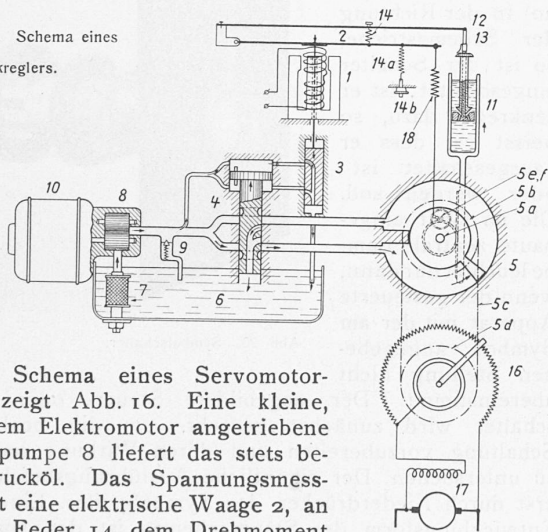 Schema eines
kreglers.
14
12
2
13
14a
1
14b
11
18
3
10
8
4
5e,f
5b
5a
9
5
6
7
5c
5d
16
Schema eines Servomotor-
zeigt Abb. 16. Eine kleine,
em Elektromotor angetriebene
pumpe 8 liefert das stets be-
rucköl. Das Spannungsmess-
t eine elektrische Waage 2, an
Feder 14 dem Drehmoment
17